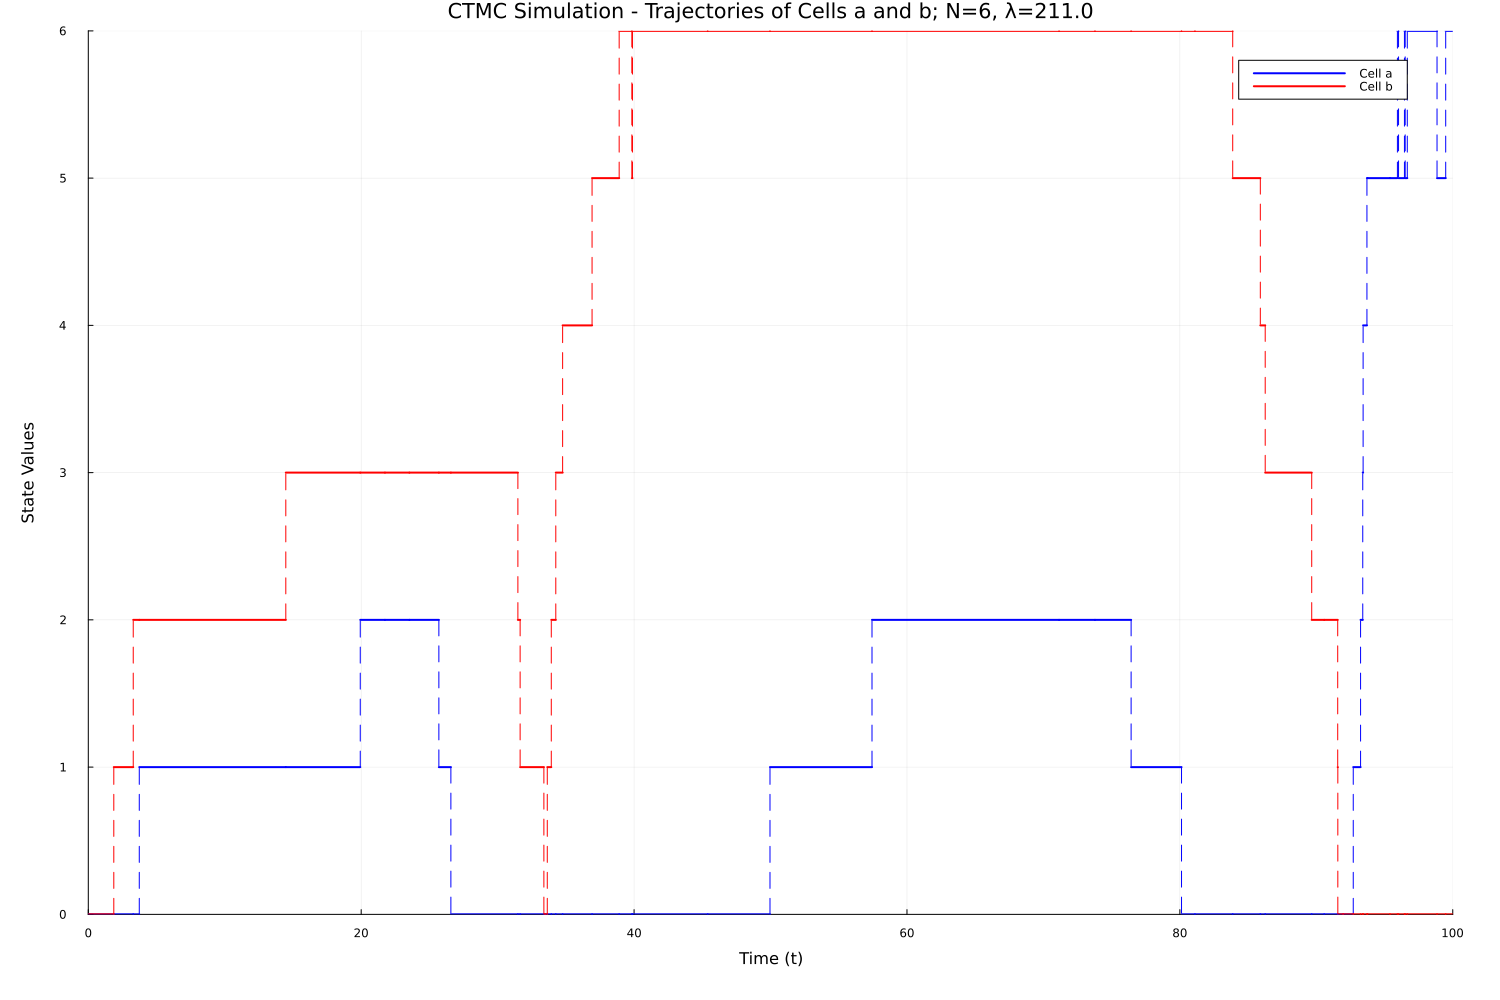 CTMC Simulation - Trajectories of Cells a and b; N=6, λ=211.0
6
Cell a
Cell b
5
4
3
2
1
0
State Values
0 20 40 60 80 100
Time (t)